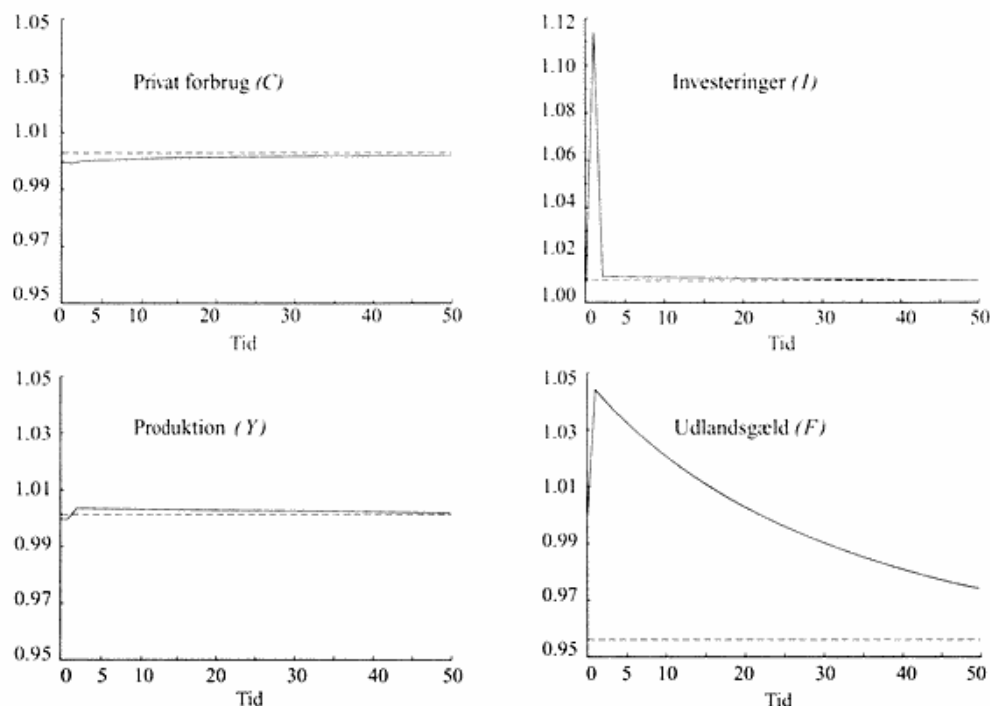 1.05
1.03
1.01
0.99
0.97
0.95
Privat forbrug (C)
0 5 10 20 30 40 50
Tid
1.12
1.10
1.08
1.06
1.04
1.02
1.00
Investeringer (I)
0 5 10 20 30 40 50
Tid
1.05
1.03
1.01
0.99
0.97
0.95
Produktion (Y)
0 5 10 20 30 40 50
Tid
1.05
1.03
1.01
0.99
0.97
0.95
Udlandsgæld (F)
0 5 10 20 30 40 50
Tid